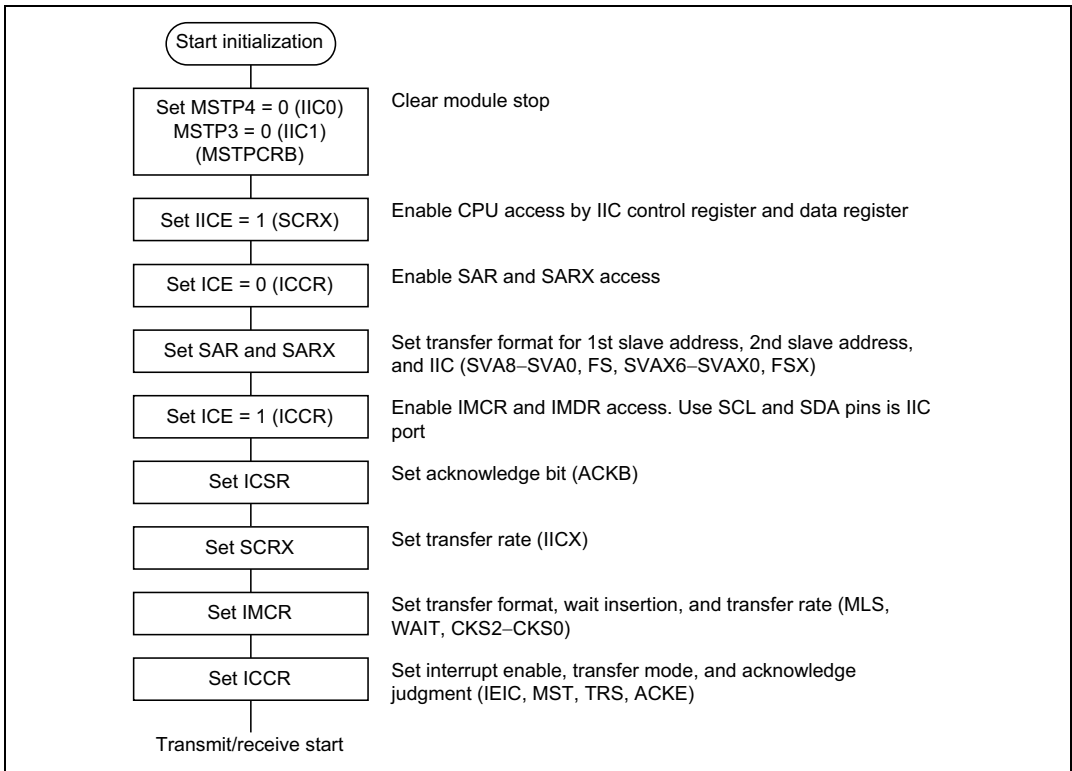 Start initialization
Set MSTP4 = 0 (IIC0)
MSTP3 = 0 (IIC1)
(MSTPCRB)
Clear module stop
Set IICE = 1 (SCRX)
Enable CPU access by IIC control register and data register
Set ICE = 0 (ICCR)
Enable SAR and SARX access
Set SAR and SARX
Set transfer format for 1st slave address, 2nd slave address,
and IIC (SVA8–SVA0, FS, SVAX6–SVAX0, FSX)
Set ICE = 1 (ICCR)
Enable IMCR and IMDR access. Use SCL and SDA pins is IIC
port
Set ICSR
Set acknowledge bit (ACKB)
Set SCRX
Set transfer rate (IICX)
Set IMCR
Set transfer format, wait insertion, and transfer rate (MLS,
WAIT, CKS2–CKS0)
Set ICCR
Set interrupt enable, transfer mode, and acknowledge
judgment (IEIC, MST, TRS, ACKE)
Transmit/receive start